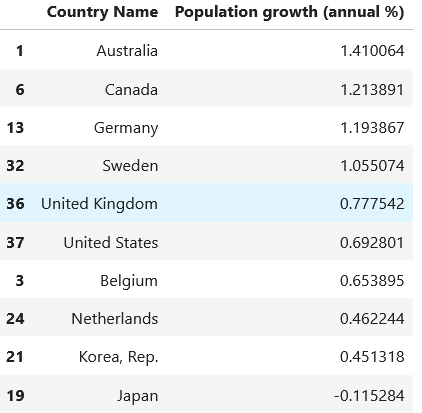 Country Name Population growth (annual %)
1 Australia 1.410064
6 Canada 1.213891
13 Germany 1.193867
32 Sweden 1.055074
36 United Kingdom 0.777542
37 United States 0.692801
3 Belgium 0.653895
24 Netherlands 0.462244
21 Korea, Rep. 0.451318
19 Japan -0.115284